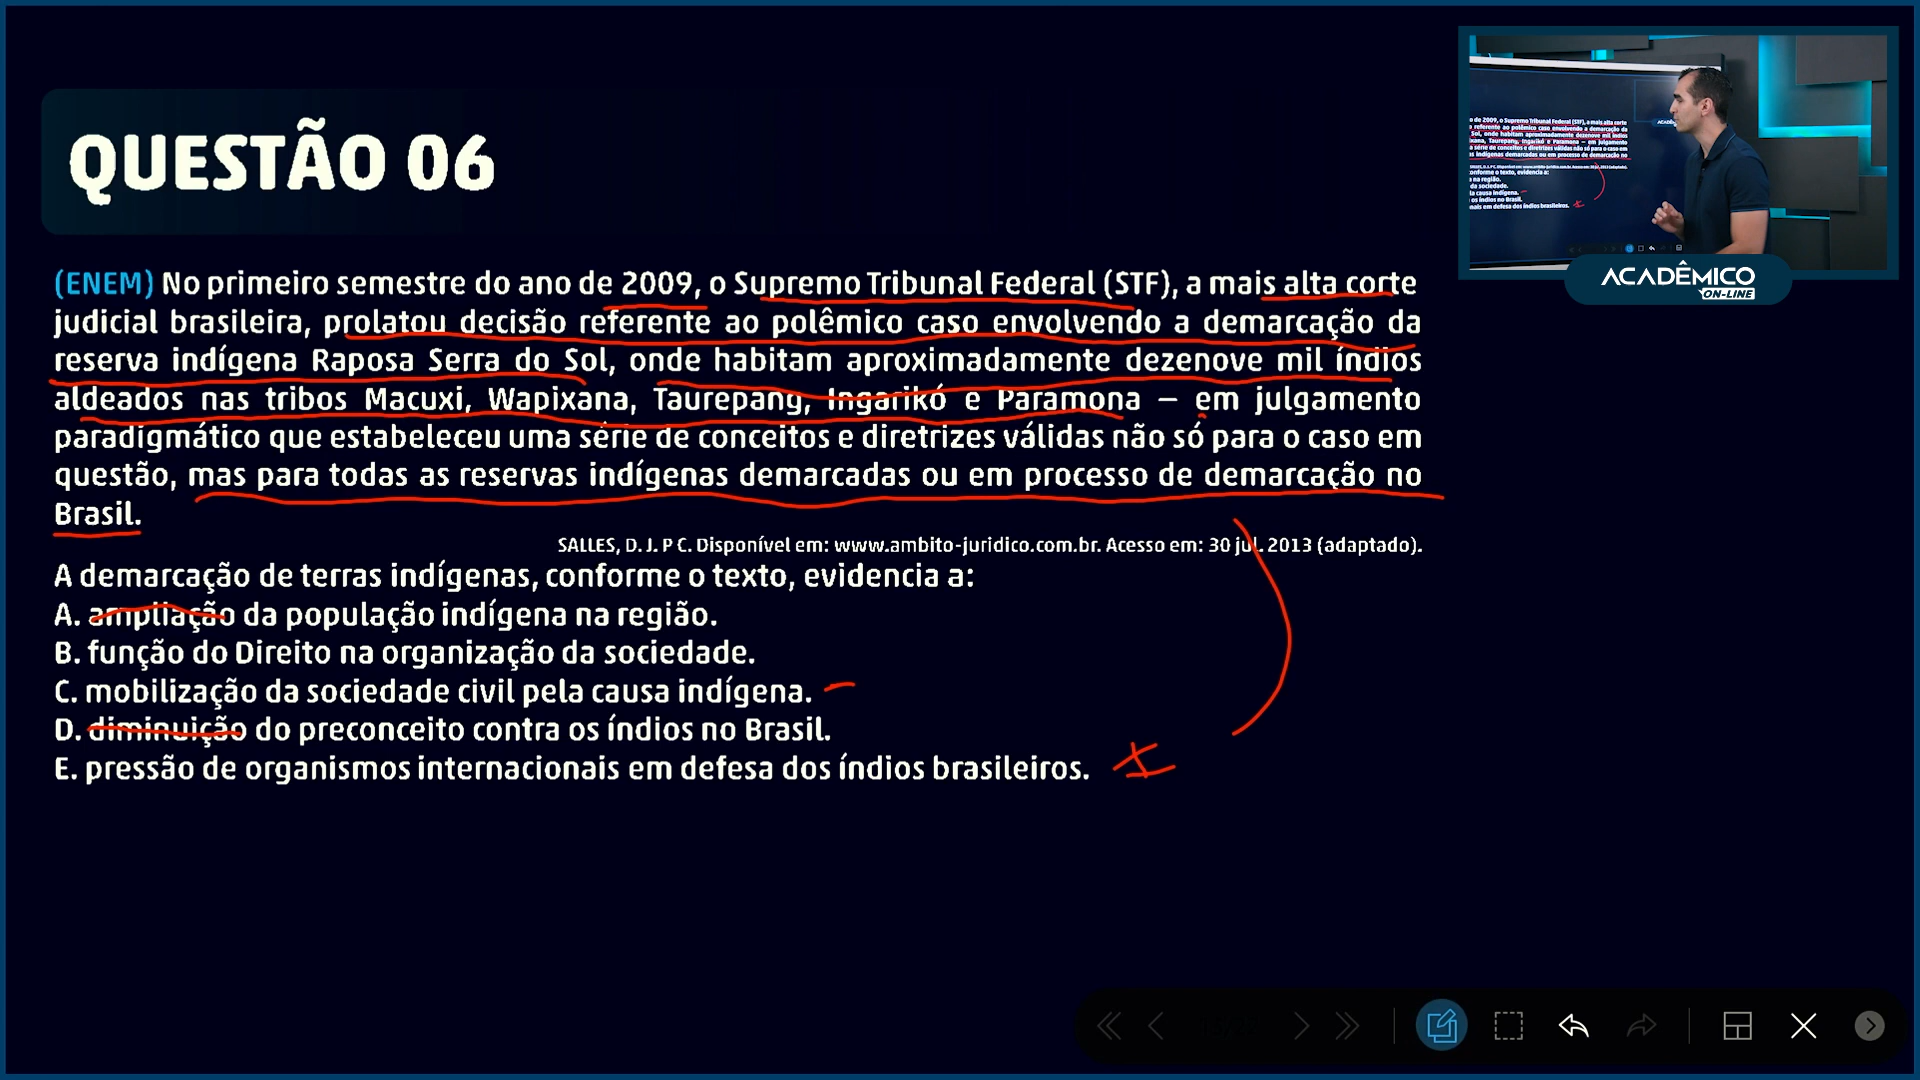 QUESTÃO 06
(ENEM) No primeiro semestre do ano de 2009, o Supremo Tribunal Federal (STF), a mais alta corte
judicial brasileira, prolatou decisão referente ao polêmico caso envolvendo a demarcação da
reserva indígena Raposa Serra do Sol, onde habitam aproximadamente dezenove mil índios
aldeados nas tribos Macuxi, Wapixana, Taurepang, Ingarikó e Paramona – em julgamento
paradigmático que estabeleceu uma série de conceitos e diretrizes válidas não só para o caso em
questão, mas para todas as reservas indígenas demarcadas ou em processo de demarcação no
Brasil.
SALLES, D. J. P C. Disponível em: www.ambito-juridico.com.br. Acesso em: 30 jul. 2013 (adaptado).
A demarcação de terras indígenas, conforme o texto, evidencia a:
A. ampliação da população indígena na região.
B. função do Direito na organização da sociedade.
C. mobilização da sociedade civil pela causa indígena.
D. diminuição do preconceito contra os índios no Brasil.
E. pressão de organismos internacionais em defesa dos índios brasileiros.
ACADÊMICO
ON-LINE